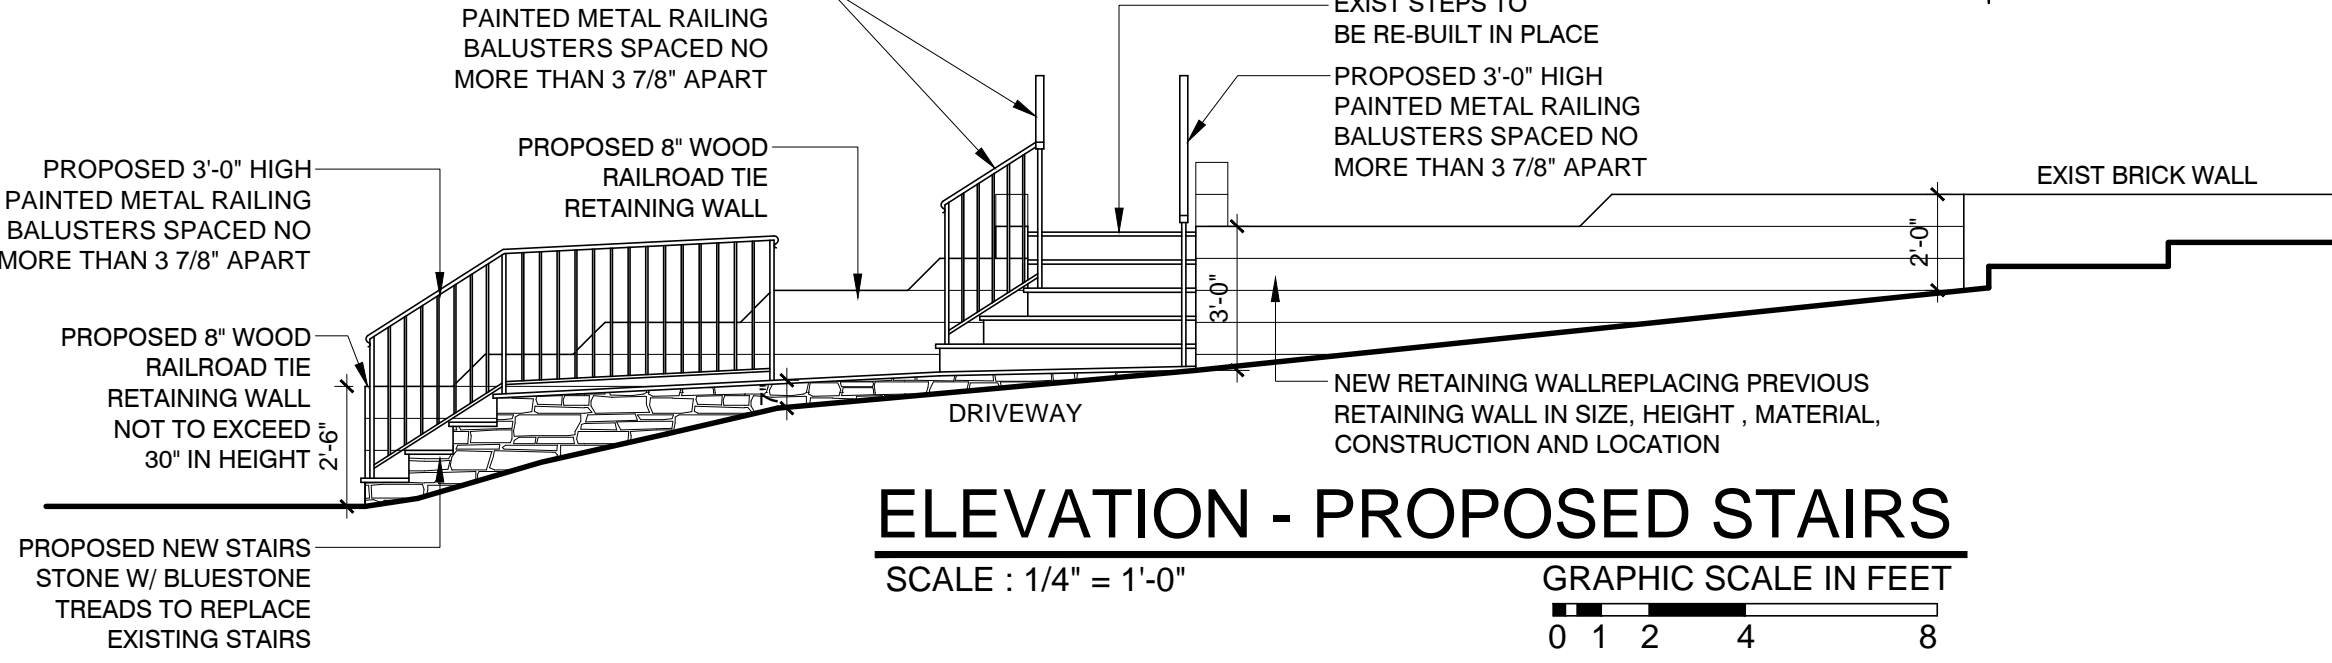 PAINTED METAL RAILING
BALUSTERS SPACED NO
MORE THAN 3 7/8" APART
EXIST STEPS TO
BE RE-BUILT IN PLACE
PROPOSED 3'-0" HIGH
PAINTED METAL RAILING
BALUSTERS SPACED NO
MORE THAN 3 7/8" APART
PROPOSED 8" WOOD
RAILROAD TIE
RETAINING WALL
PROPOSED 3'-0" HIGH
PAINTED METAL RAILING
BALUSTERS SPACED NO
MORE THAN 3 7/8" APART
EXIST BRICK WALL
2'-0"
3'-0"
PROPOSED 8" WOOD
RAILROAD TIE
RETAINING WALL
NOT TO EXCEED
30" IN HEIGHT
2'-6"
7"
DRIVEWAY
NEW RETAINING WALLREPLACING PREVIOUS
RETAINING WALL IN SIZE, HEIGHT , MATERIAL,
CONSTRUCTION AND LOCATION
PROPOSED NEW STAIRS
STONE W/ BLUESTONE
TREADS TO REPLACE
EXISTING STAIRS
ELEVATION - PROPOSED STAIRS
SCALE : 1/4" = 1'-0"
GRAPHIC SCALE IN FEET
0 1 2 4 8